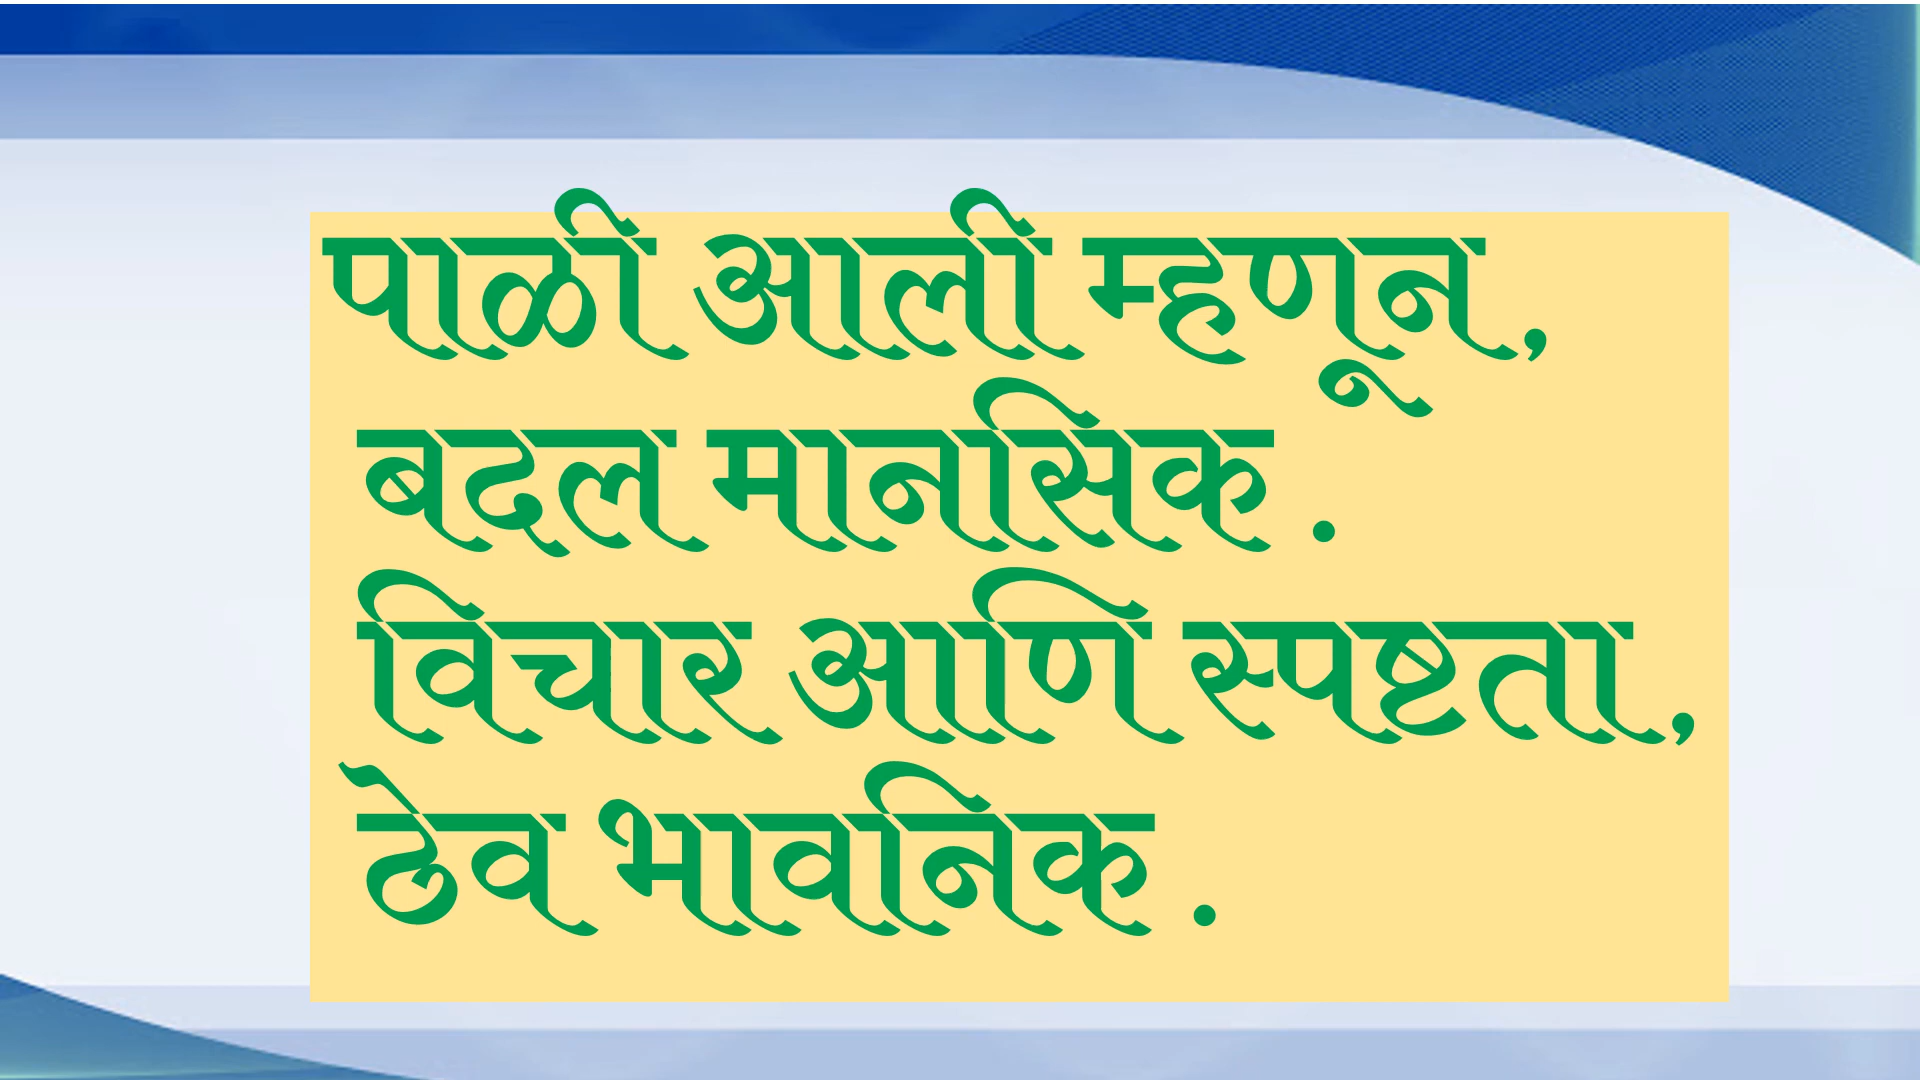 पाळी आली म्हणून,
बदल मानसिक .
विचार आणि स्पष्टता,
ठेव भावनिक .